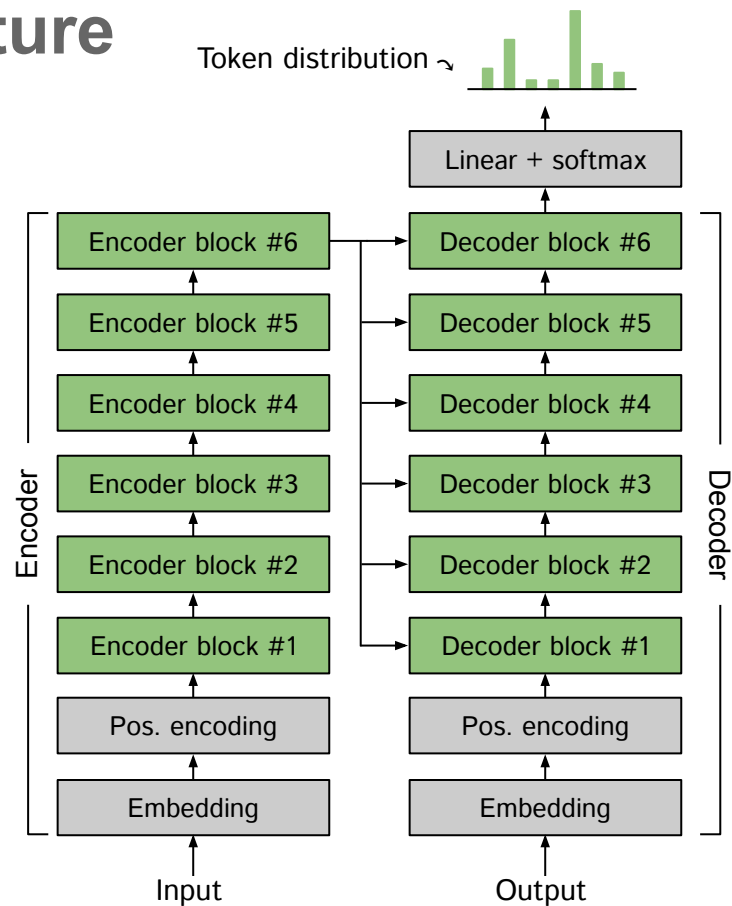 ture
Token distribution
Linear + softmax
Encoder block #6
Decoder block #6
Encoder block #5
Decoder block #5
Encoder block #4
Decoder block #4
Encoder block #3
Decoder block #3
Encoder block #2
Decoder block #2
Encoder block #1
Decoder block #1
Pos. encoding
Pos. encoding
Embedding
Embedding
Encoder
Decoder
Input
Output